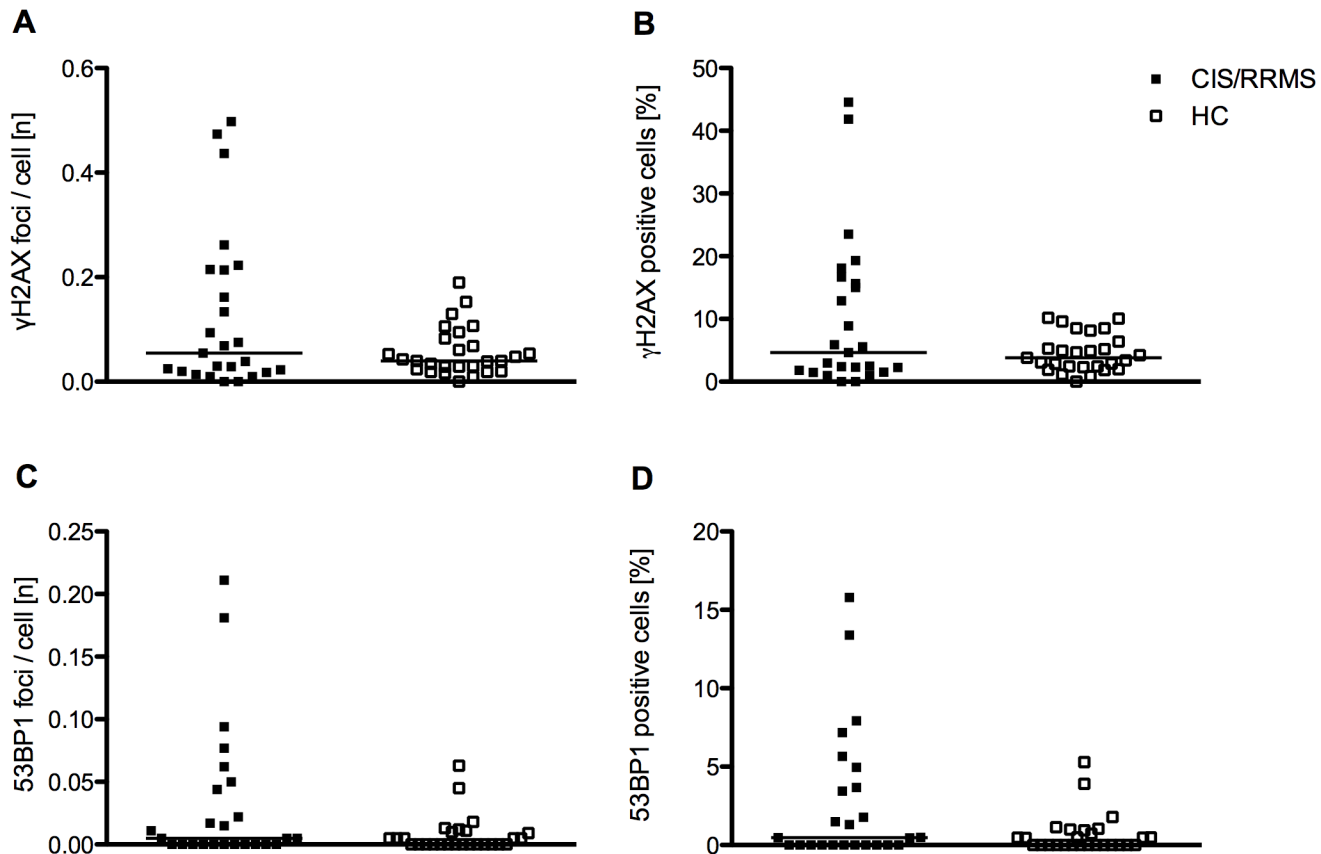 A
γH2AX foci / cell [n]
0.6
0.4
0.2
0.0
B
γH2AX positive cells [%]
50
40
30
20
10
0
CIS/RRMS
HC
C
53BP1 foci / cell [n]
0.25
0.20
0.15
0.10
0.05
0.00
D
53BP1 positive cells [%]
20
15
10
5
0